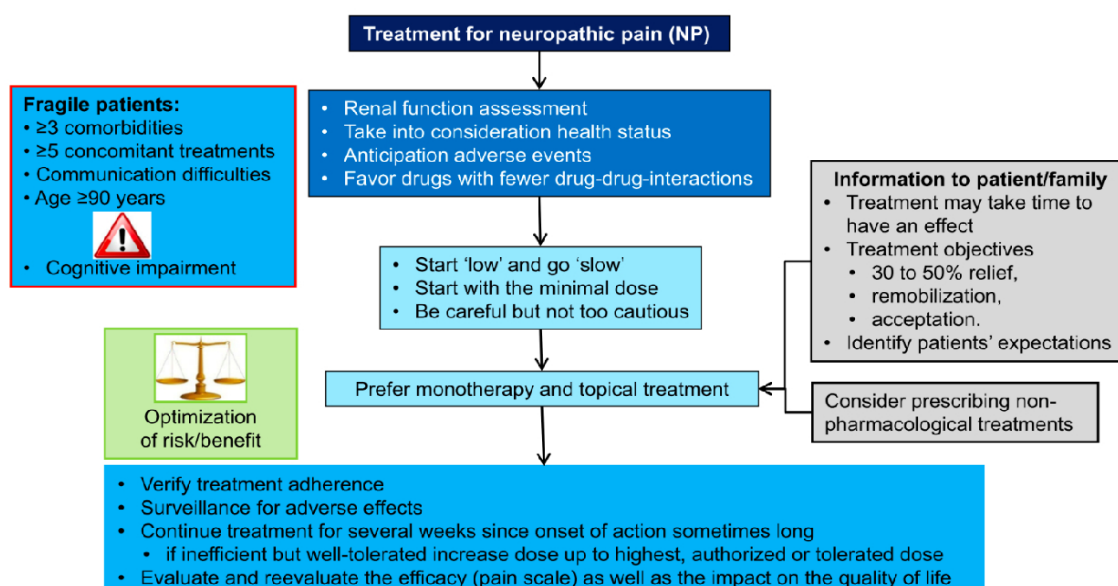 Treatment for neuropathic pain (NP)
Fragile patients:
• ≥3 comorbidities
• ≥5 concomitant treatments
• Communication difficulties
• Age ≥90 years
• Cognitive impairment
• Renal function assessment
• Take into consideration health status
• Anticipation adverse events
• Favor drugs with fewer drug-drug-interactions
Information to patient/family
• Treatment may take time to
have an effect
• Treatment objectives
• 30 to 50% relief,
• remobilization,
• acceptation.
• Identify patients' expectations
• Start 'low' and go 'slow'
• Start with the minimal dose
• Be careful but not too cautious
Optimization
of risk/benefit
Prefer monotherapy and topical treatment
Consider prescribing non-
pharmacological treatments
• Verify treatment adherence
• Surveillance for adverse effects
• Continue treatment for several weeks since onset of action sometimes long
• if inefficient but well-tolerated increase dose up to highest, authorized or tolerated dose
• Evaluate and reevaluate the efficacy (pain scale) as well as the impact on the quality of life